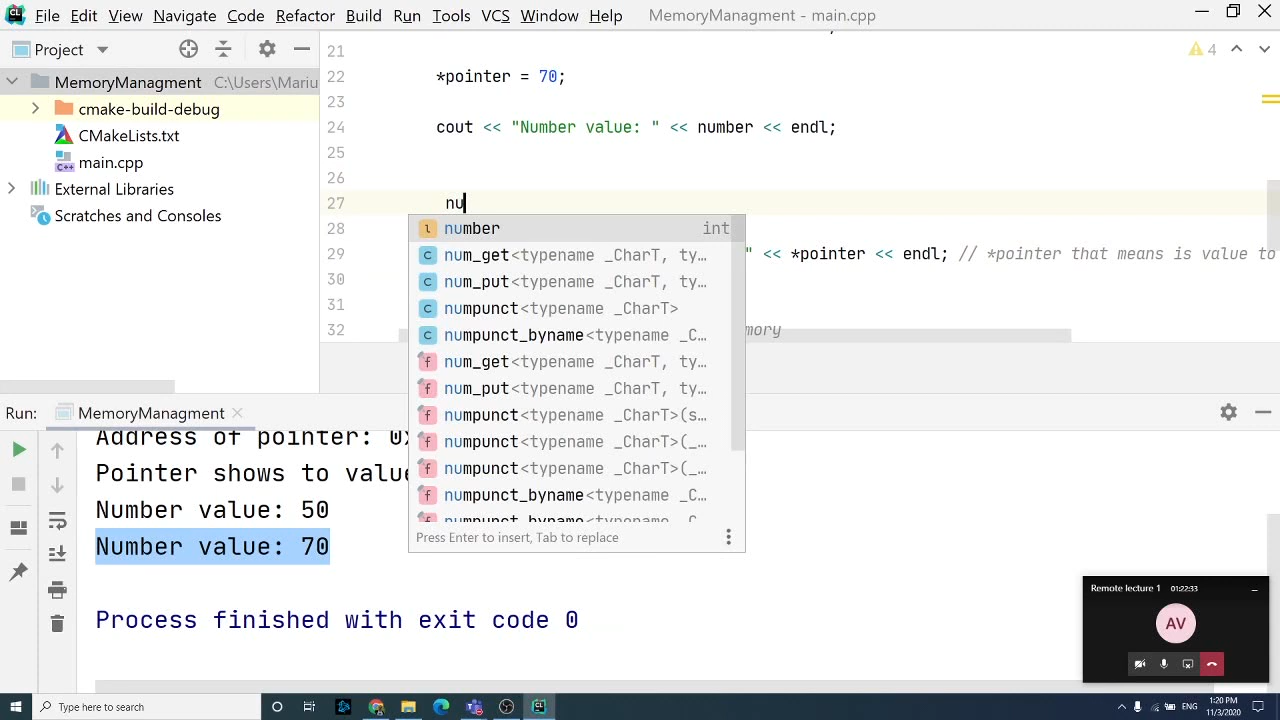 File Edit View Navigate Code Refactor Build Run Tools VCS Window Help MemoryManagment - main.cpp
Project
MemoryManagment C:\Users\Mariu
cmake-build-debug
CMakeLists.txt
main.cpp
External Libraries
Scratches and Consoles
4
21
22 *pointer = 70;
23
24 cout << "Number value: " << number << endl;
25
26
27 nu
28
29 " << *pointer << endl; // *pointer that means is value to
30
31
32 mory
number int
num_get<typename _CharT, ty…
num_put<typename _CharT, ty…
numpunct<typename _CharT>
numpunct_byname<typename _C…
num_get<typename _CharT, ty…
num_put<typename _CharT, ty…
numpunct<typename _CharT>(s…
numpunct<typename _CharT>(_…
numpunct<typename _CharT>(_…
numpunct_byname<typename _C…
numpunct_byname<typename _C
Press Enter to insert, Tab to replace
Run: MemoryManagment
Address of pointer: 0x
Pointer shows to value
Number value: 50
Number value: 70
Process finished with exit code 0
Remote lecture 1 01:22:33
AV
Type here to search
ENG
1:20 PM
11/3/2020